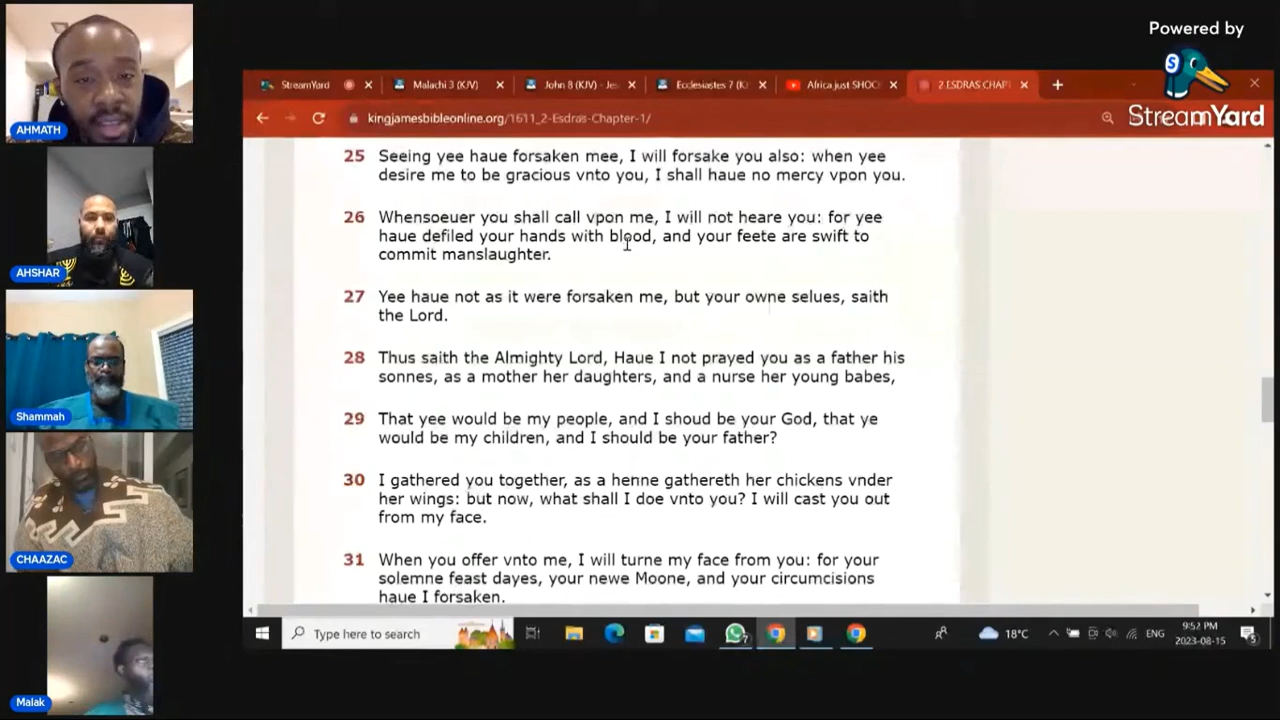 Powered by
StreamYard
StreamYard
Malachi 3 (KJV)
John 8 (KJV) - Jes
Ecclesiastes 7 (K
Africa just SHOC
2 ESDRAS CHAPT
kingjamesbibleonline.org/1611_2-Esdras-Chapter-1/
25 Seeing yee haue forsaken mee, I will forsake you also: when yee
desire me to be gracious vnto you, I shall haue no mercy vpon you.
26 Whensoeuer you shall call vpon me, I will not heare you: for yee
haue defiled your hands with blood, and your feete are swift to
commit manslaughter.
27 Yee haue not as it were forsaken me, but your owne selues, saith
the Lord.
28 Thus saith the Almighty Lord, Haue I not prayed you as a father his
sonnes, as a mother her daughters, and a nurse her young babes,
29 That yee would be my people, and I shoud be your God, that ye
would be my children, and I should be your father?
30 I gathered you together, as a henne gathereth her chickens vnder
her wings: but now, what shall I doe vnto you? I will cast you out
from my face.
31 When you offer vnto me, I will turne my face from you: for your
solemne feast dayes, your newe Moone, and your circumcisions
haue I forsaken.
AHMATH
AHSHAR
Shammah
CHAAZAC
Malak
Type here to search
7
18°C
ENG
9:52 PM
2023-08-15
5